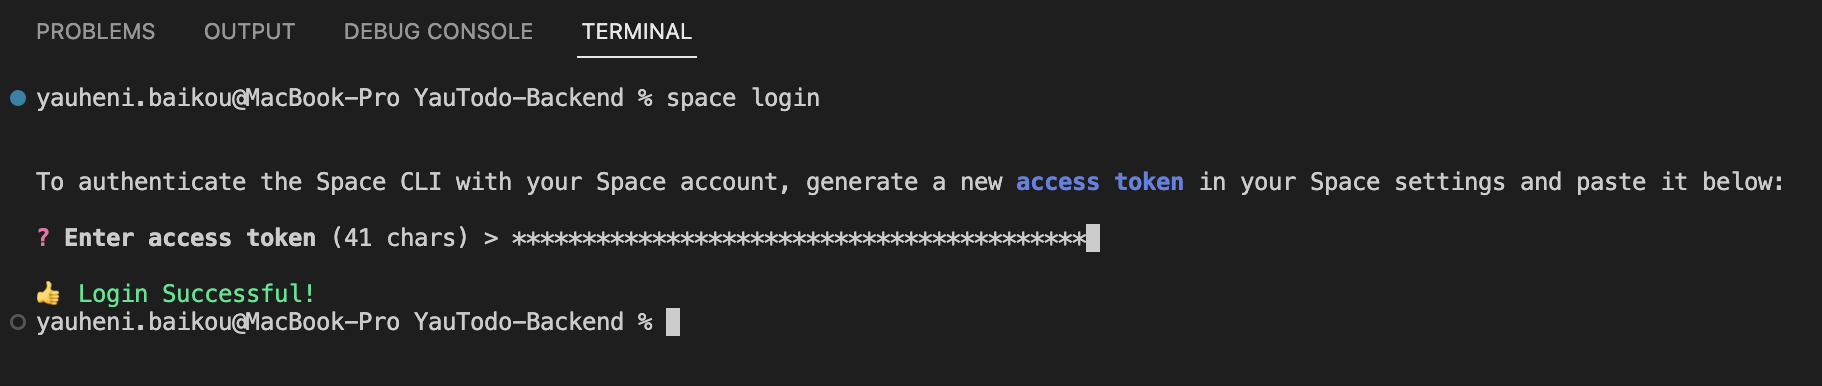 PROBLEMS OUTPUT DEBUG CONSOLE TERMINAL
yauheni.baikou@MacBook-Pro YauTodo-Backend % space login
To authenticate the Space CLI with your Space account, generate a new access token in your Space settings and paste it below:
? Enter access token (41 chars) > *****************************************
👍 Login Successful!
yauheni.baikou@MacBook-Pro YauTodo-Backend %